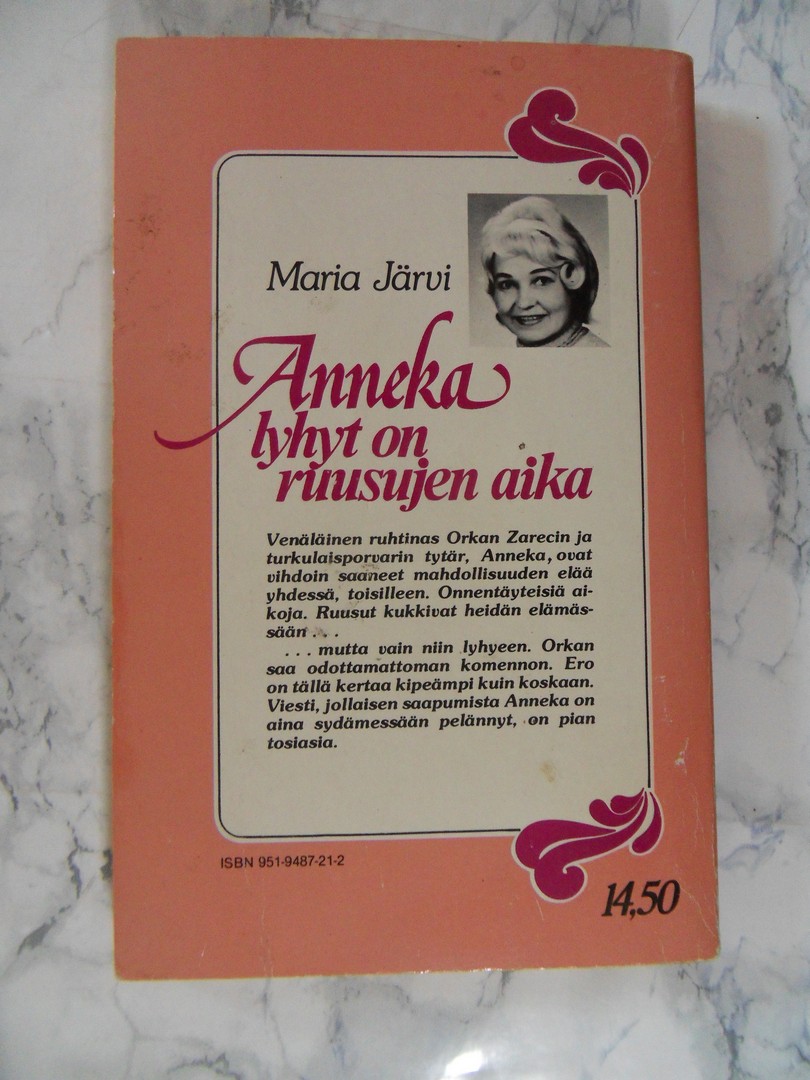 Maria Järvi
Anneka
lyhyt on
ruusujen aika
Venäläinen ruhtinas Orkan Zarecin ja
turkulaisporvarin tytär, Anneka, ovat
vihdoin saaneet mahdollisuuden elää
yhdessä, toisilleen. Onnentäyteisiä ai-
koja. Ruusut kukkivat heidän elämäs-
sään . . .
. . . mutta vain niin lyhyeen. Orkan
saa odottamattoman komennon. Ero
on tällä kertaa kipeämpi kuin koskaan.
Viesti, jollaisen saapumista Anneka on
aina sydämessään pelännyt, on pian
tosiasia.
ISBN 951-9487-21-2
14,50